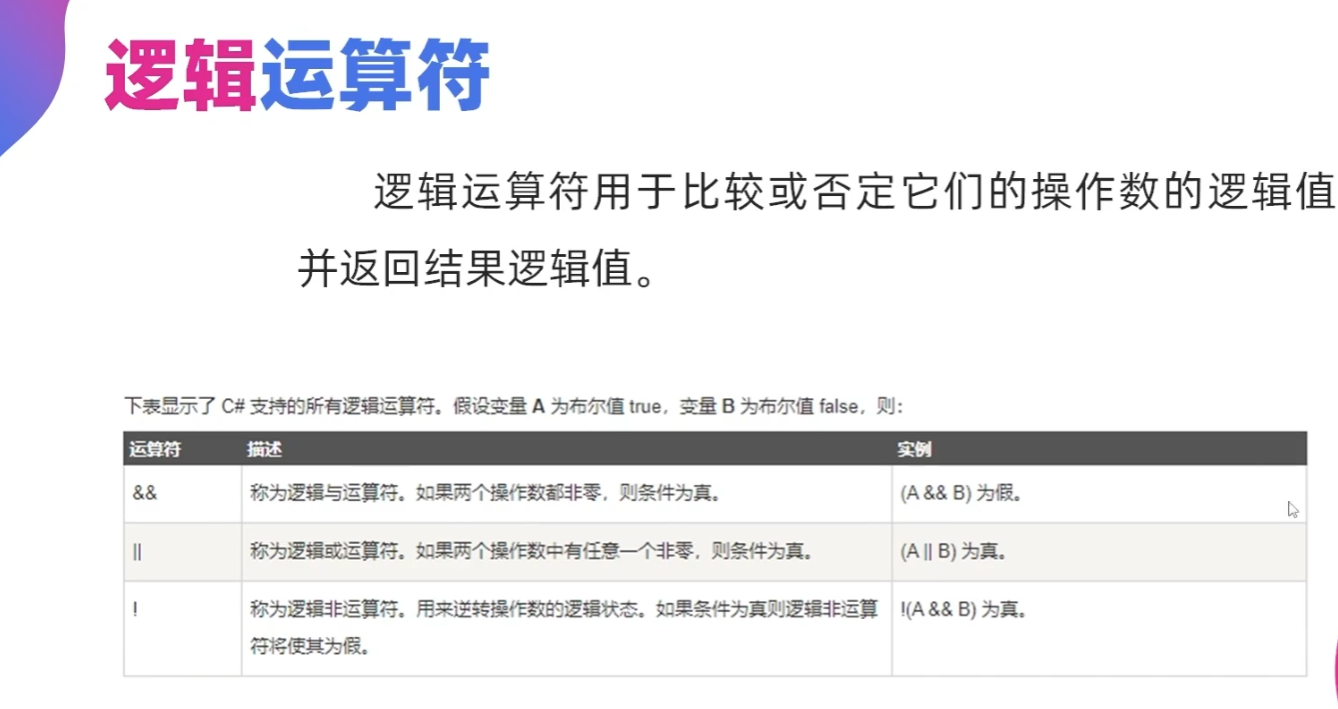 逻辑运算符
逻辑运算符用于比较或否定它们的操作数的逻辑值
并返回结果逻辑值。
下表显示了 C# 支持的所有逻辑运算符。假设变量 A 为布尔值 true，变量 B 为布尔值 false，则：
运算符 描述 实例
&& 称为逻辑与运算符。如果两个操作数都非零，则条件为真。 (A && B) 为假。
|| 称为逻辑或运算符。如果两个操作数中有任意一个非零，则条件为真。 (A || B) 为真。
! 称为逻辑非运算符。用来逆转操作数的逻辑状态。如果条件为真则逻辑非运算 !(A && B) 为真。
符将使其为假。